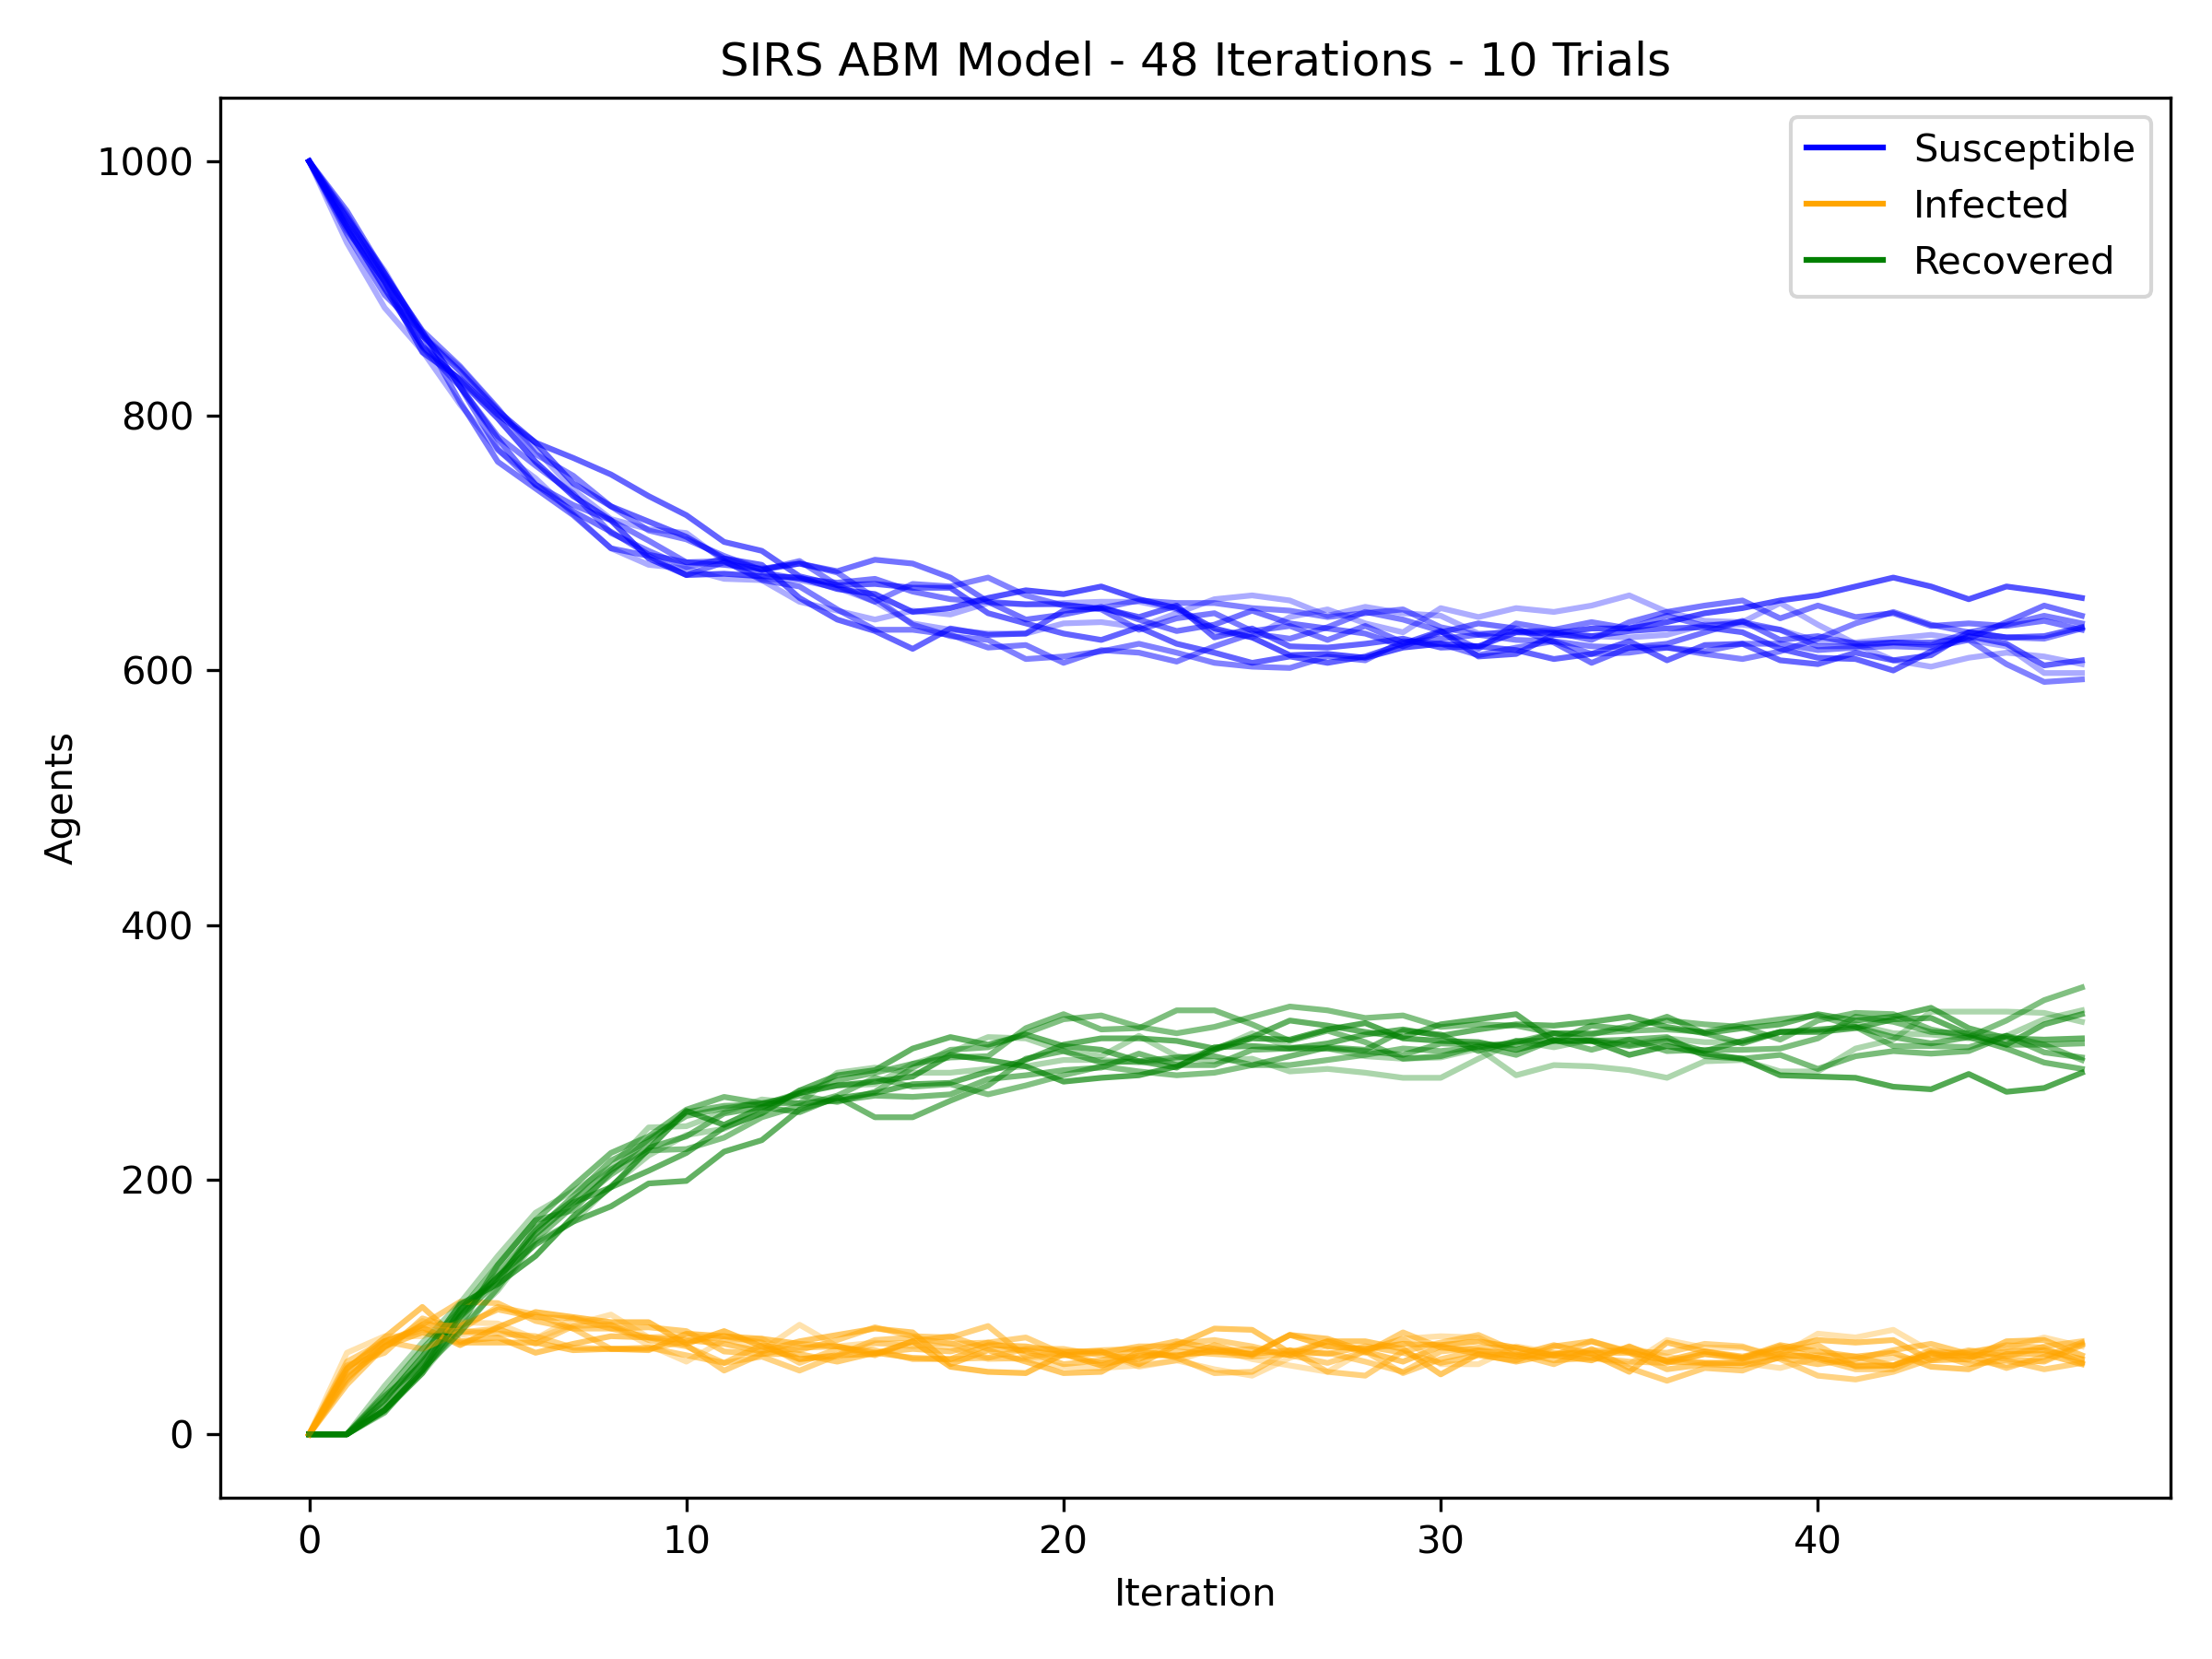 SIRS ABM Model - 48 Iterations - 10 Trials
Susceptible
Infected
Recovered
1000
800
600
400
200
0
Agents
0 10 20 30 40
Iteration